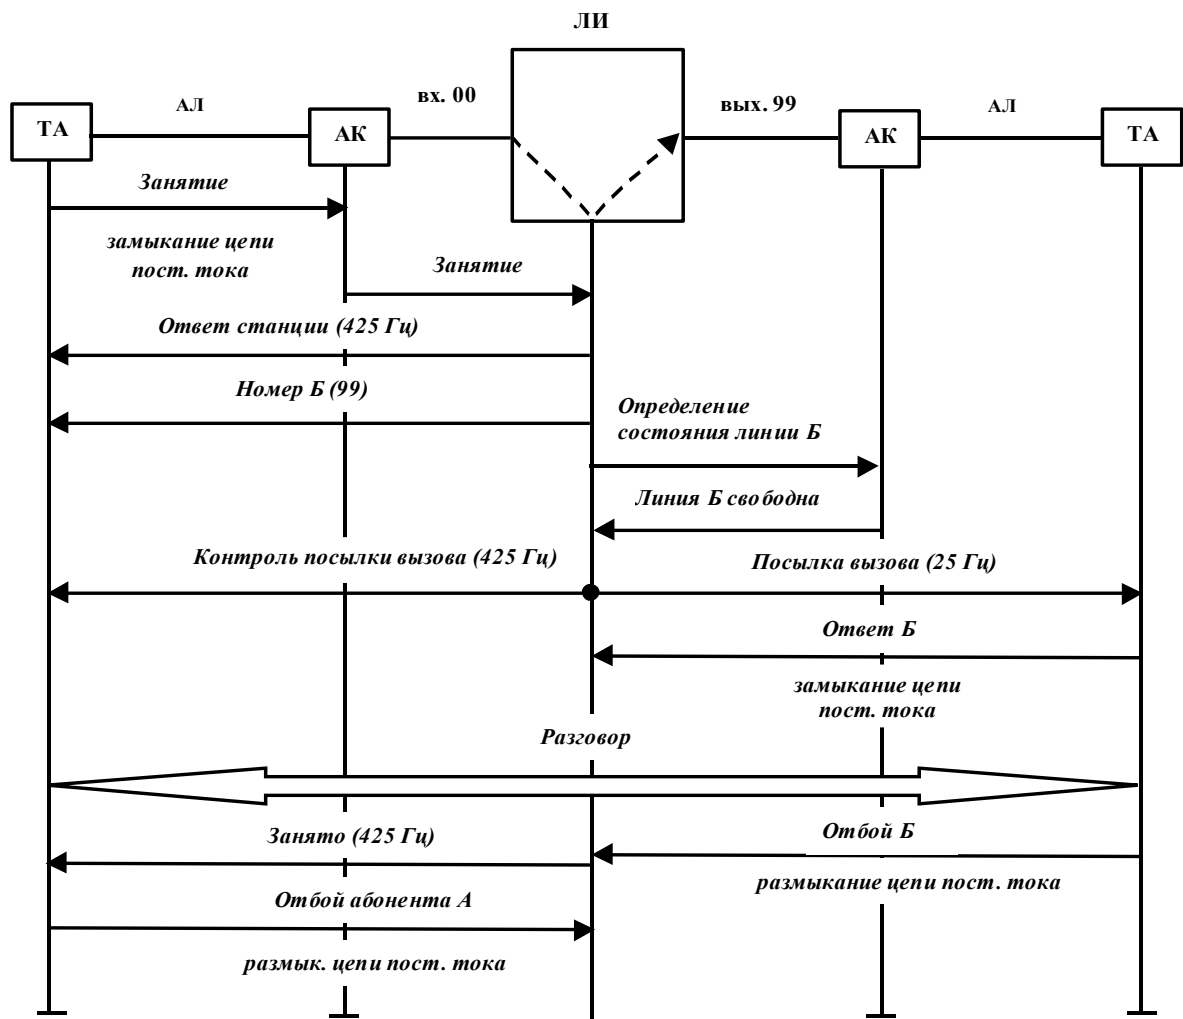 ЛИ
АЛ
вх. 00
вых. 99
АЛ
ТА
АК
АК
ТА
Занятие
замыкание цепи
пост. тока
Занятие
Ответ станции (425 Гц)
Номер Б (99)
Определение
состояния линии Б
Линия Б свободна
Контроль посылки вызова (425 Гц)
Посылка вызова (25 Гц)
Ответ Б
замыкание цепи
пост. тока
Разговор
Занято (425 Гц)
Отбой Б
размыкание цепи пост. тока
Отбой абонента А
размык. цепи пост. тока